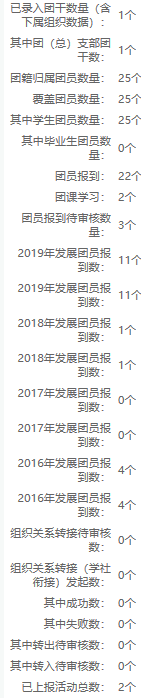 已录入团干数量（含
下属组织数据）： 1个
其中团（总）支部团
干数： 1个
团籍归属团员数量： 25个
覆盖团员数量： 25个
其中学生团员数量： 25个
其中毕业生团员数
量： 0个
团员报到： 22个
团课学习： 2个
团员报到待审核数
量： 3个
2019年发展团员报
到数： 11个
2019年发展团员报
到数： 11个
2018年发展团员报
到数： 1个
2018年发展团员报
到数： 1个
2017年发展团员报
到数： 0个
2017年发展团员报
到数： 0个
2016年发展团员报
到数： 4个
2016年发展团员报
到数： 4个
组织关系转接待审核
数： 0个
组织关系转接（学社
衔接）发起数： 0个
其中成功数： 0个
其中失败数： 0个
其中转出待审核数： 0个
其中转入待审核数： 0个
已上报活动总数： 2个